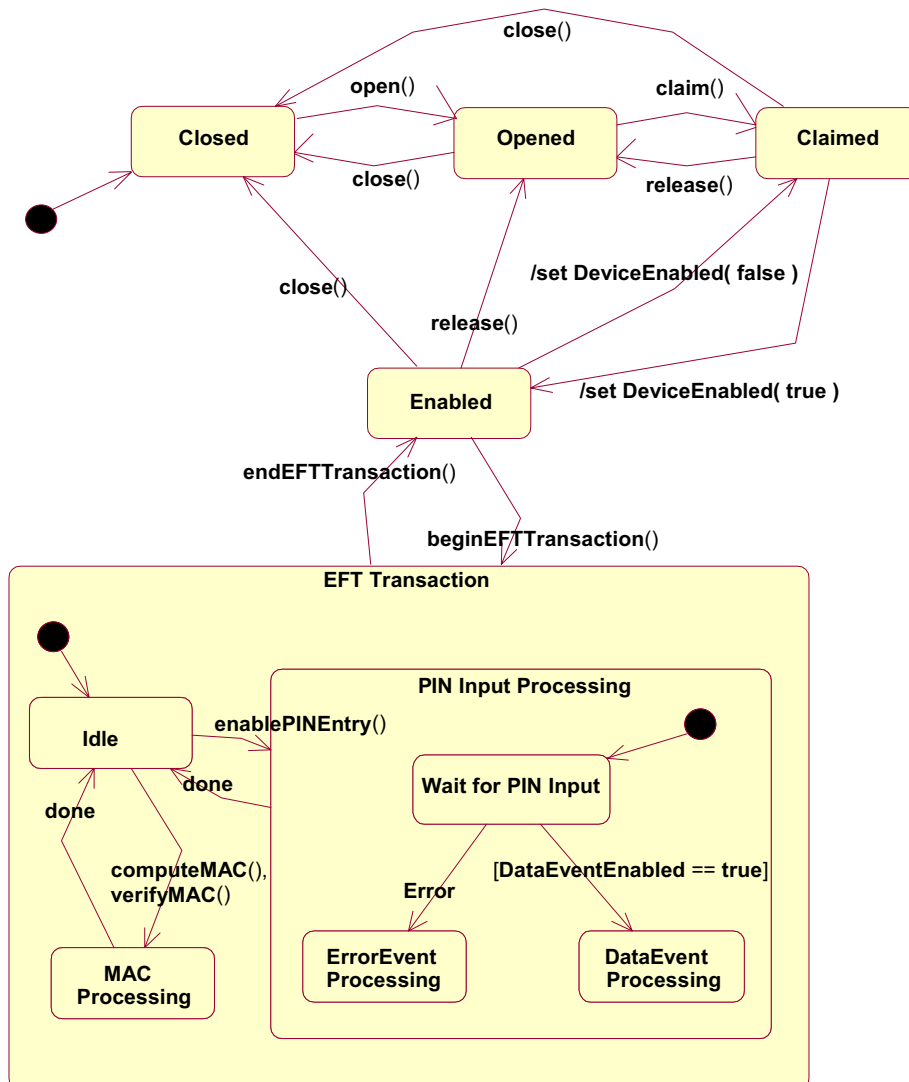 close()
open()
claim()
Closed
Opened
Claimed
close()
release()
/set DeviceEnabled( false )
close()
release()
/set DeviceEnabled( true )
Enabled
endEFTTransaction()
beginEFTTransaction()
EFT Transaction
PIN Input Processing
enablePINEntry()
Idle
done
Wait for PIN Input
done
computeMAC(),
verifyMAC()
[DataEventEnabled == true]
Error
ErrorEvent
Processing
DataEvent
Processing
MAC
Processing